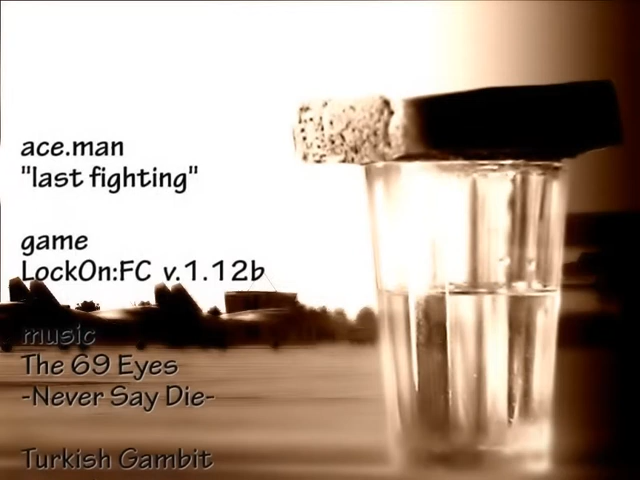 ace.man
"last fighting"
game
LockOn:FC v.1.12b
music
The 69 Eyes
-Never Say Die-
Turkish Gambit